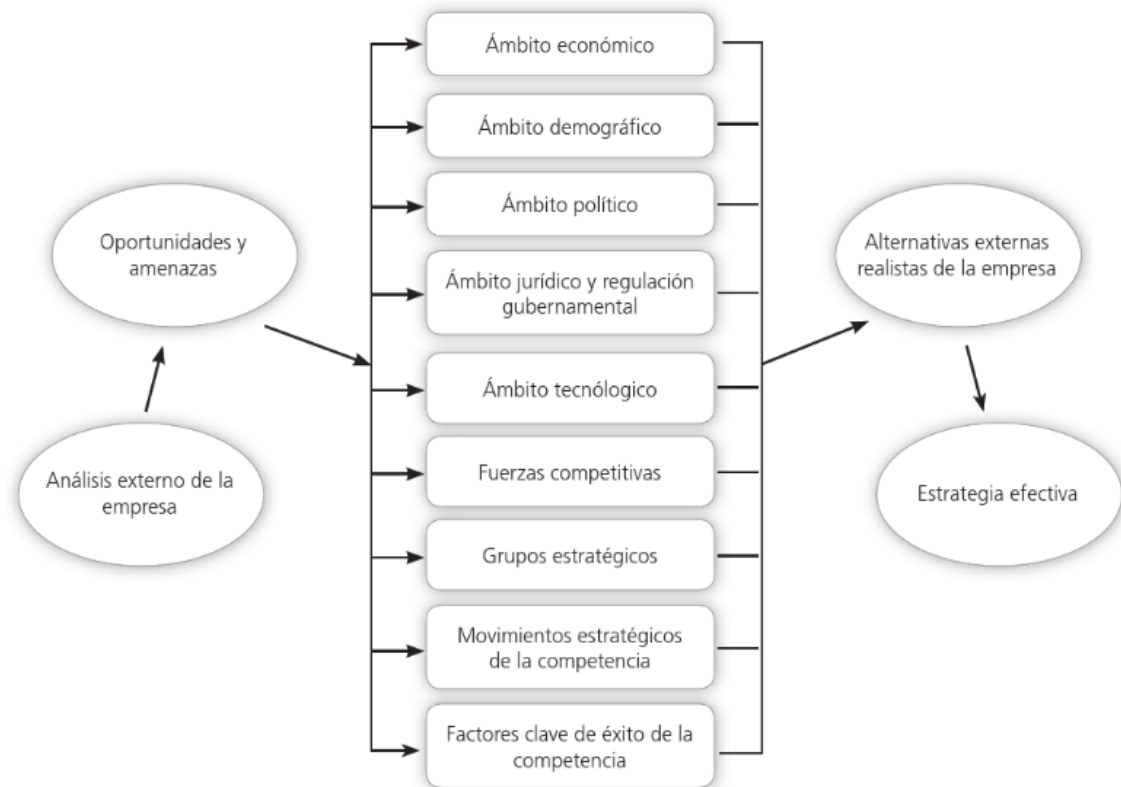 Ámbito económico
Ámbito demográfico
Ámbito político
Ámbito jurídico y regulación
gubernamental
Ámbito tecnólogico
Fuerzas competitivas
Grupos estratégicos
Movimientos estratégicos
de la competencia
Factores clave de éxito de la
competencia
Oportunidades y
amenazas
Análisis externo de la
empresa
Alternativas externas
realistas de la empresa
Estrategia efectiva